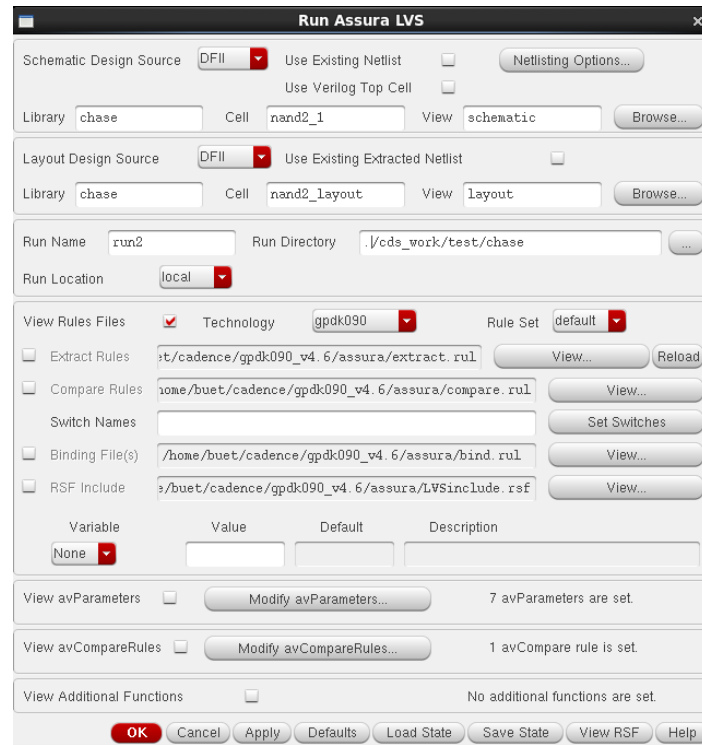 Run Assura LVS
Schematic Design Source DFII Use Existing Netlist Netlisting Options...
Use Verilog Top Cell
Library chase Cell nand2_1 View schematic Browse...
Layout Design Source DFII Use Existing Extracted Netlist
Library chase Cell nand2_layout View layout Browse...
Run Name run2 Run Directory ./cds_work/test/chase ...
Run Location local
View Rules Files Technology gpdk090 Rule Set default
Extract Rules et/cadence/gpdk090_v4.6/assura/extract.rul View... Reload
Compare Rules home/buet/cadence/gpdk090_v4.6/assura/compare.rul View...
Switch Names Set Switches
Binding File(s) /home/buet/cadence/gpdk090_v4.6/assura/bind.rul View...
RSF Include e/buet/cadence/gpdk090_v4.6/assura/LVSinclude.rsf View...
Variable Value Default Description
None
View avParameters Modify avParameters... 7 avParameters are set.
View avCompareRules Modify avCompareRules... 1 avCompare rule is set.
View Additional Functions No additional functions are set.
OK Cancel Apply Defaults Load State Save State View RSF Help